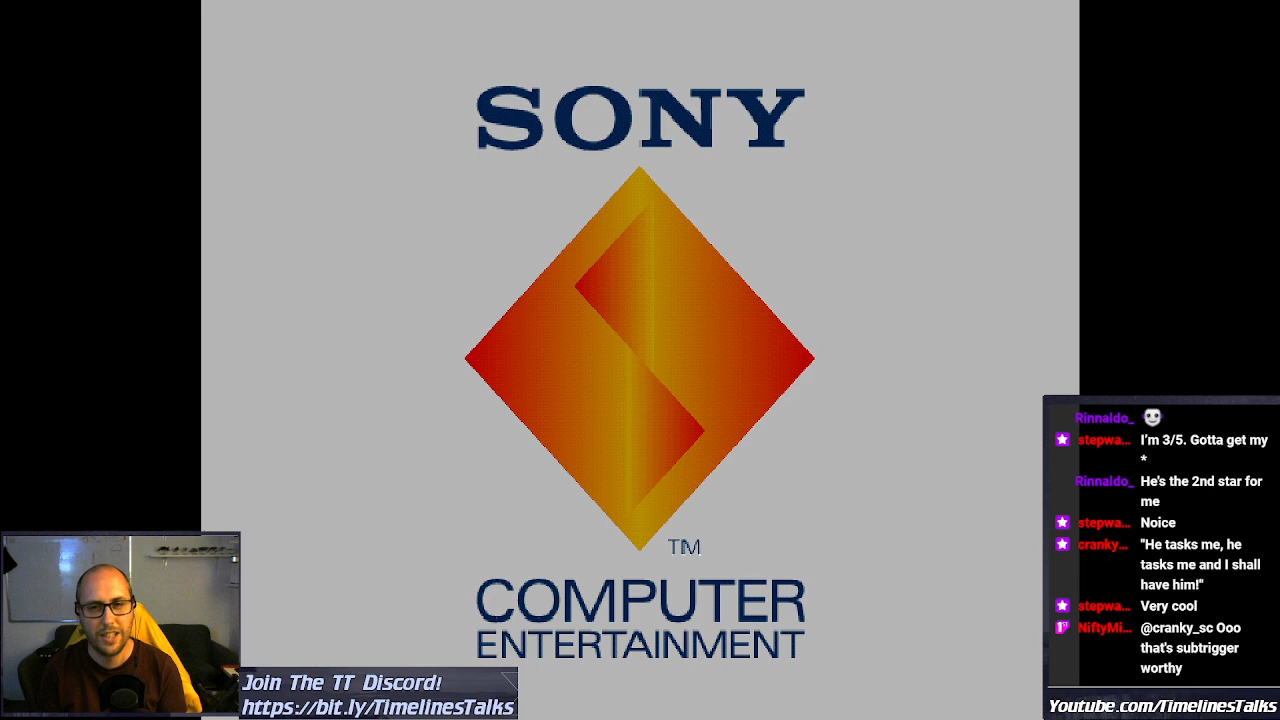 SONY
TM
COMPUTER
ENTERTAINMENT
Rinnaldo_
stepwa... I'm 3/5. Gotta get my
*
Rinnaldo_ He's the 2nd star for
me
stepwa... Noice
cranky... "He tasks me, he
tasks me and I shall
have him!"
stepwa... Very cool
NiftyMi... @cranky_sc Ooo
that's subtrigger
worthy
Join The TT Discord!
https://bit.ly/TimelinesTalks
Youtube.com/TimelinesTalks